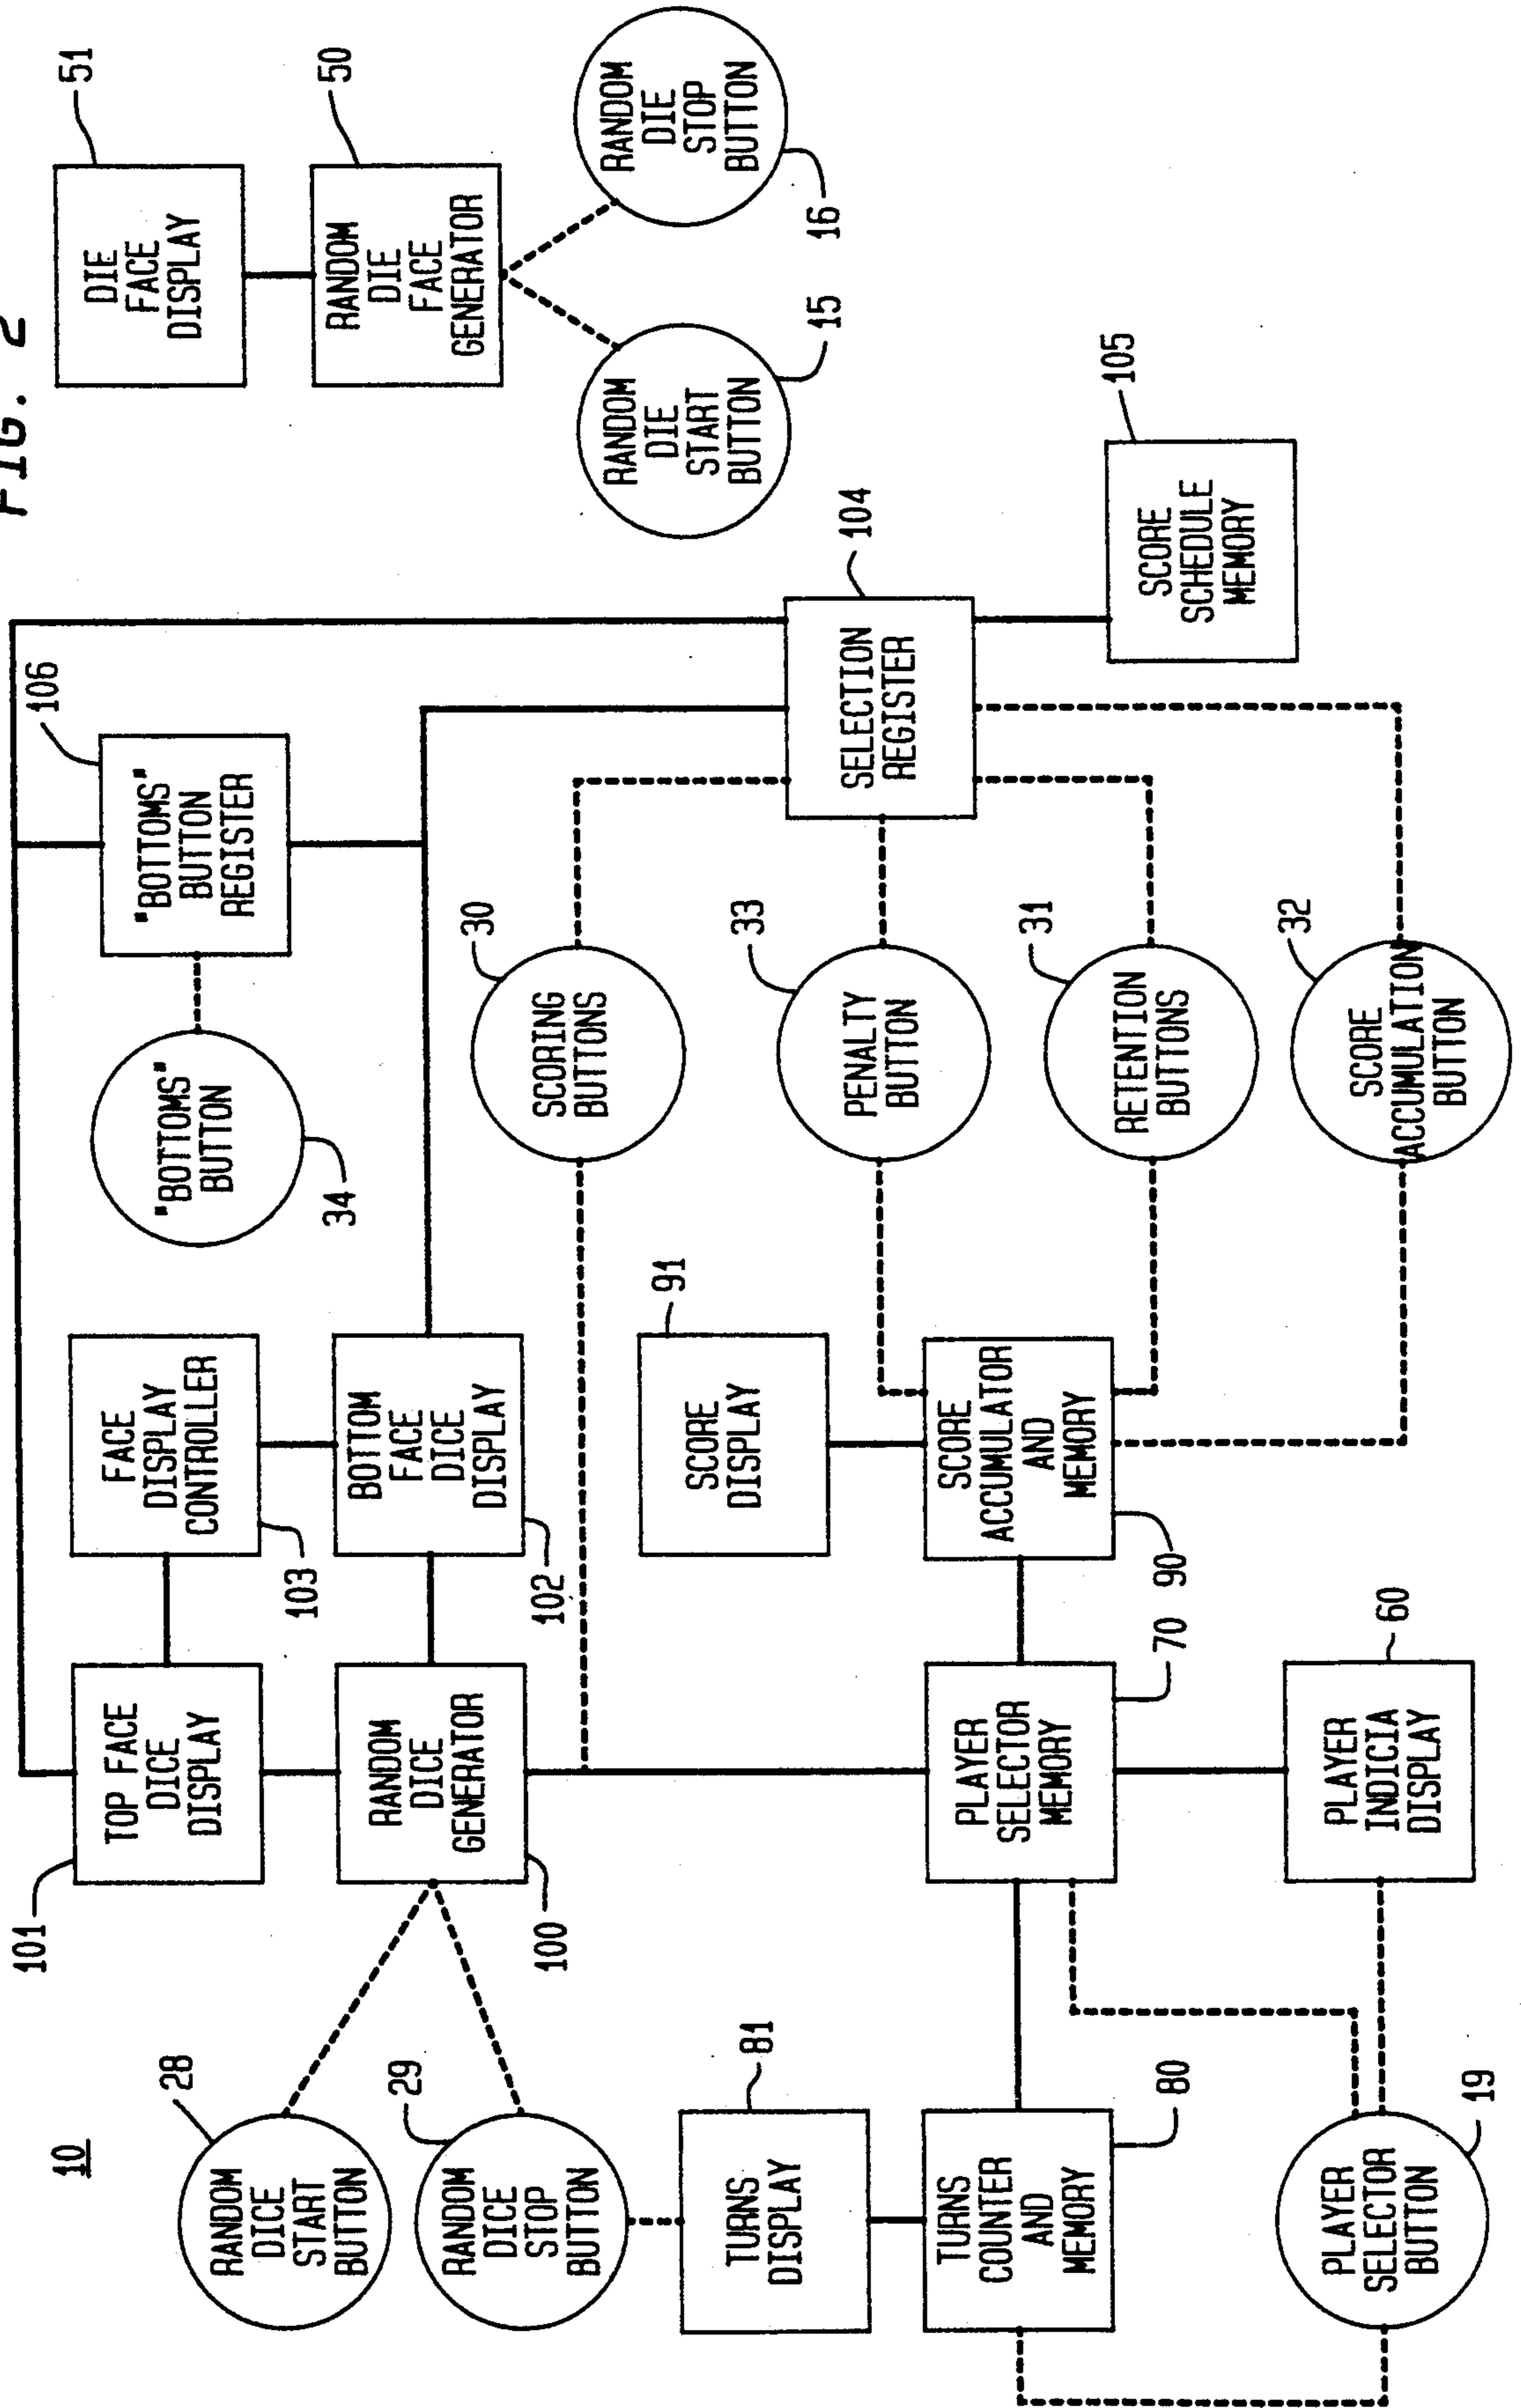 FIG. 2
10
28
RANDOM
DICE
START
BUTTON
29
RANDOM
DICE
STOP
BUTTON
101
TOP FACE
DICE
DISPLAY
RANDOM
DICE
GENERATOR
100
FACE
DISPLAY
CONTROLLER
103
BOTTOM
FACE
DICE
DISPLAY
102
"BOTTOMS"
BUTTON
34
106
"BOTTOMS"
BUTTON
REGISTER
51
DIE
FACE
DISPLAY
50
RANDOM
DIE
FACE
GENERATOR
RANDOM
DIE
START
BUTTON
15
RANDOM
DIE
STOP
BUTTON
16
81
TURNS
DISPLAY
TURNS
COUNTER
AND
MEMORY
80
PLAYER
SELECTOR
BUTTON
19
PLAYER
SELECTOR
MEMORY
70
60
PLAYER
INDICIA
DISPLAY
91
SCORE
DISPLAY
SCORE
ACCUMULATOR
AND
MEMORY
90
30
SCORING
BUTTONS
33
PENALTY
BUTTON
31
RETENTION
BUTTONS
32
SCORE
ACCUMULATION
BUTTON
104
SELECTION
REGISTER
105
SCORE
SCHEDULE
MEMORY